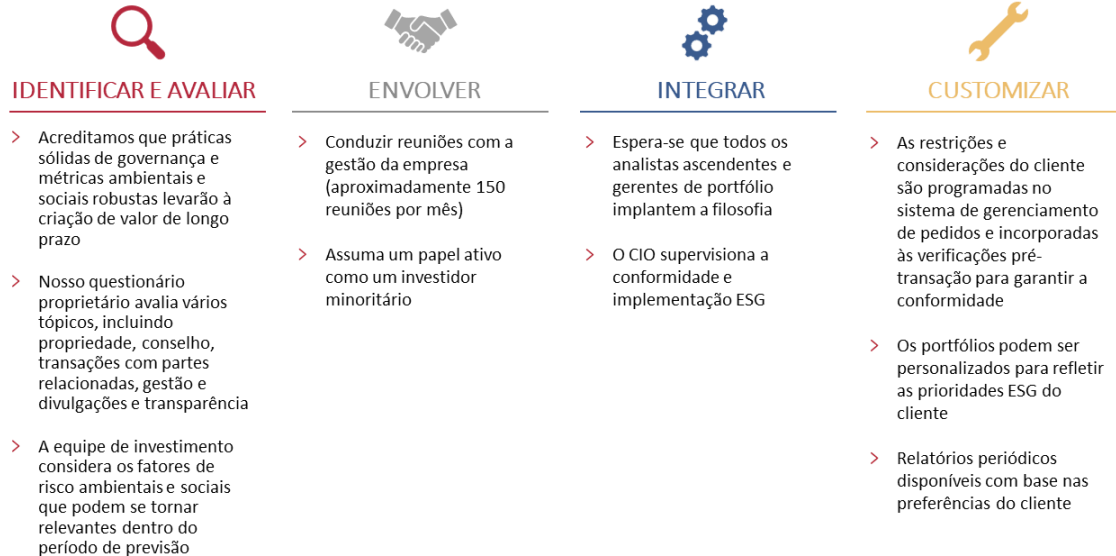 IDENTIFICAR E AVALIAR
Acreditamos que práticas
sólidas de governança e
métricas ambientais e
sociais robustas levarão à
criação de valor de longo
prazo
Nosso questionário
proprietário avalia vários
tópicos, incluindo
propriedade, conselho,
transações com partes
relacionadas, gestão e
divulgações e transparência
A equipe de investimento
considera os fatores de
risco ambientais e sociais
que podem se tornar
relevantes dentro do
período de previsão
ENVOLVER
Conduzir reuniões com a
gestão da empresa
(aproximadamente 150
reuniões por mês)
Assuma um papel ativo
como um investidor
minoritário
INTEGRAR
Espera-se que todos os
analistas ascendentes e
gerentes de portfólio
implantem a filosofia
O CIO supervisiona a
conformidade e
implementação ESG
CUSTOMIZAR
As restrições e
considerações do cliente
são programadas no
sistema de gerenciamento
de pedidos e incorporadas
às verificações pré-
transação para garantir a
conformidade
Os portfólios podem ser
personalizados para refletir
as prioridades ESG do
cliente
Relatórios periódicos
disponíveis com base nas
preferências do cliente